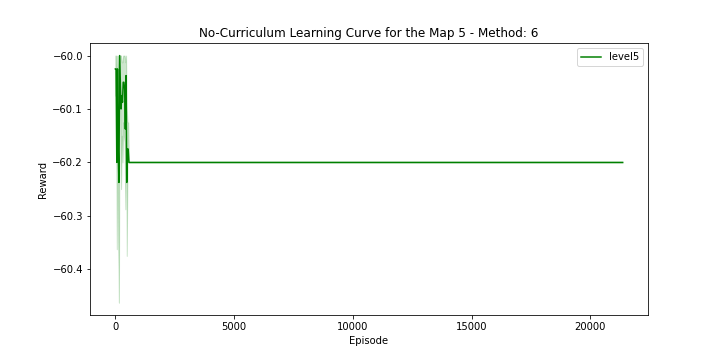 No-Curriculum Learning Curve for the Map 5 - Method: 6
level5
−60.0
−60.1
−60.2
−60.3
−60.4
Reward
0
5000
10000
15000
20000
Episode